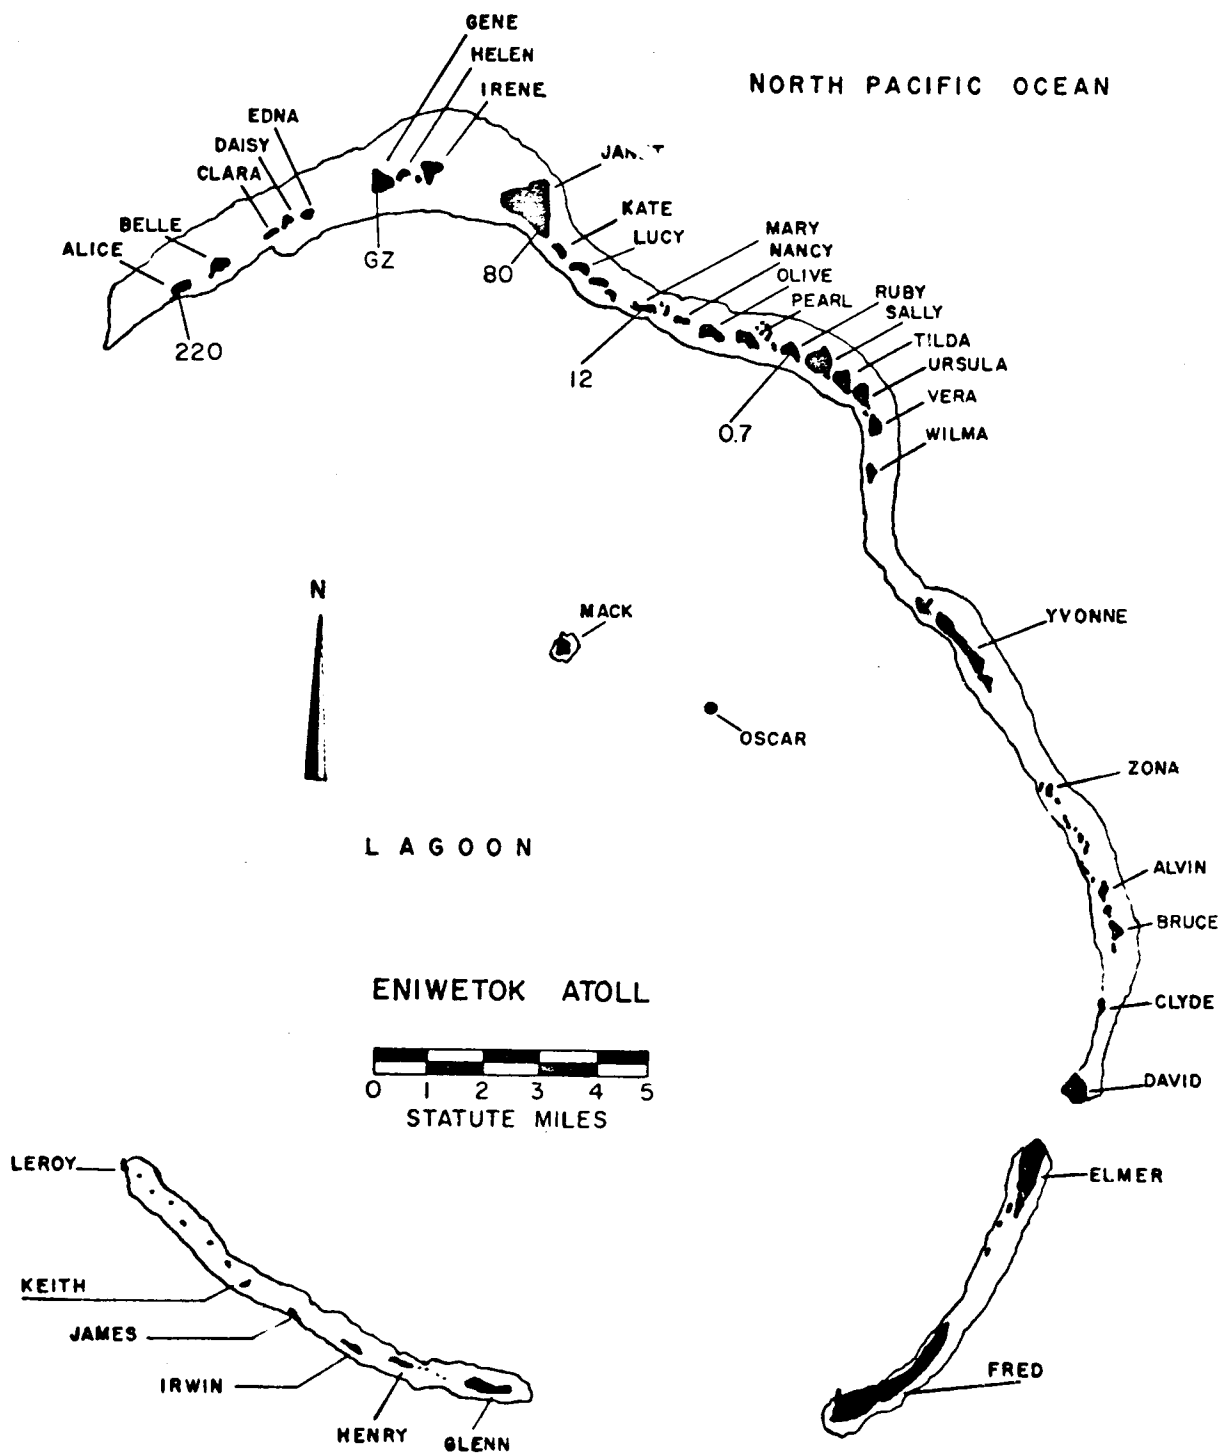 GENE
HELEN
IRENE
NORTH PACIFIC OCEAN
EDNA
DAISY
CLARA
BELLE
ALICE
KATE
LUCY
MARY
NANCY
OLIVE
PEARL
RUBY
SALLY
TILDA
URSULA
VERA
WILMA
GZ
80
220
12
0.7
N
MACK
YVONNE
OSCAR
ZONA
LAGOON
ALVIN
BRUCE
ENIWETOK ATOLL
CLYDE
0 1 2 3 4 5
STATUTE MILES
DAVID
LEROY
ELMER
KEITH
JAMES
IRWIN
HENRY
GLENN
FRED